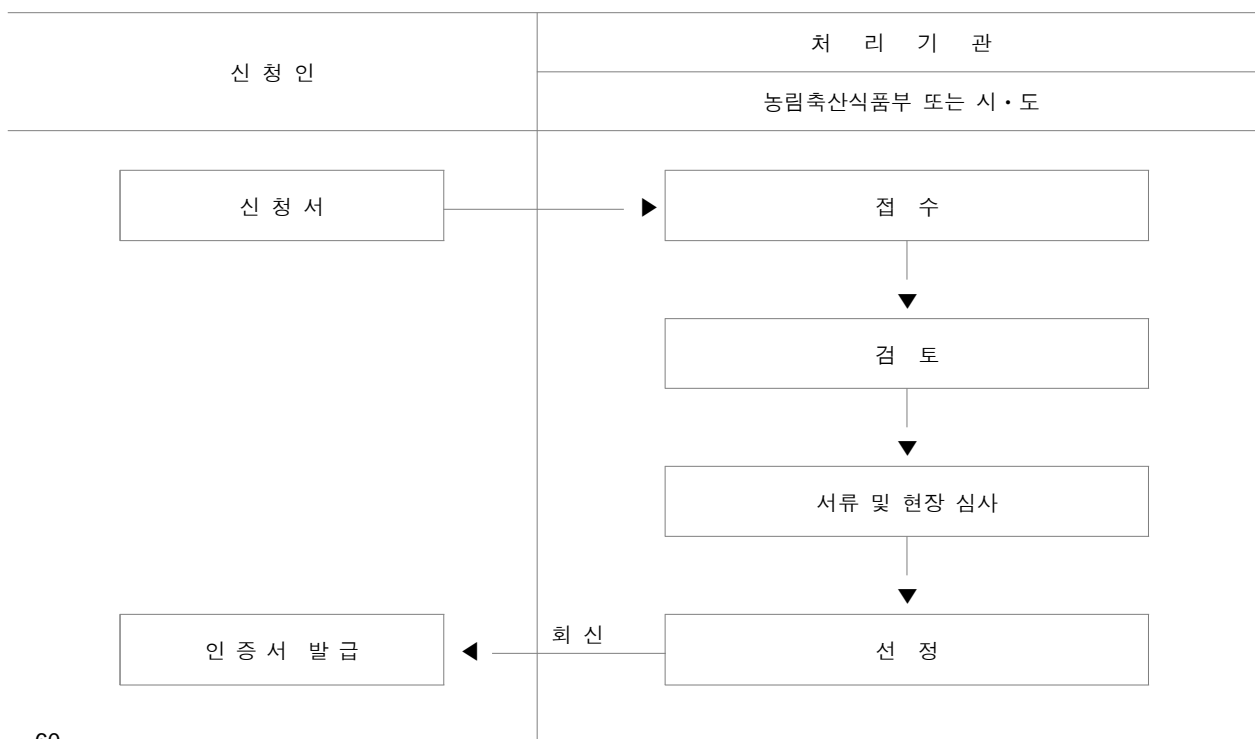 신 청 인
처 리 기 관
농림축산식품부 또는 시·도
신 청 서
접 수
검 토
서류 및 현장 심사
인 증 서 발 급
회 신
선 정